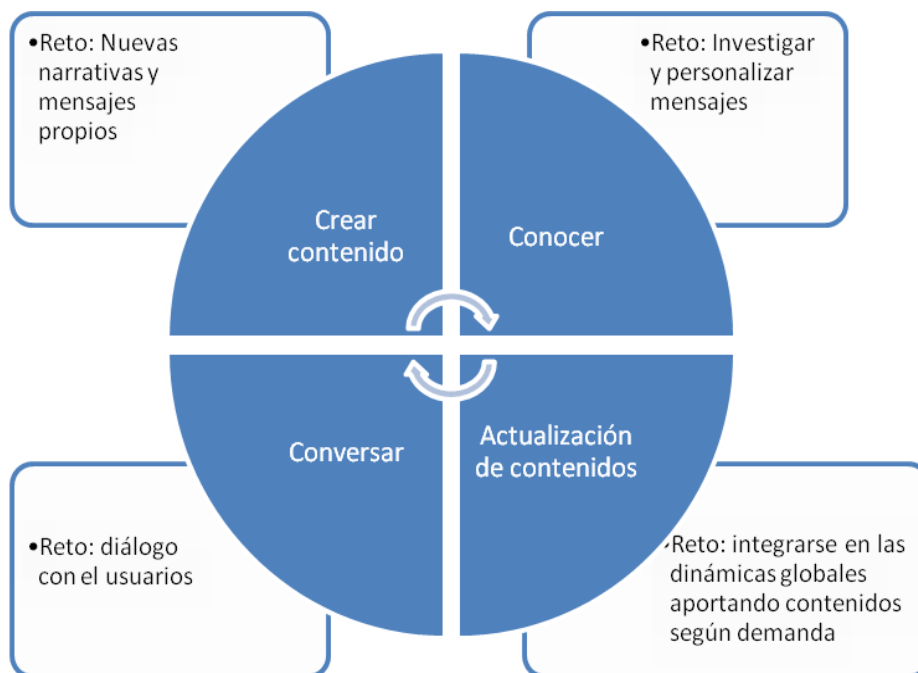 •Reto: Nuevas
narrativas y
mensajes
propios
•Reto: Investigar
y personalizar
mensajes
Crear
contenido
Conocer
Conversar
Actualización
de contenidos
•Reto: diálogo
con el usuarios
•Reto: integrarse en las
dinámicas globales
aportando contenidos
según demanda